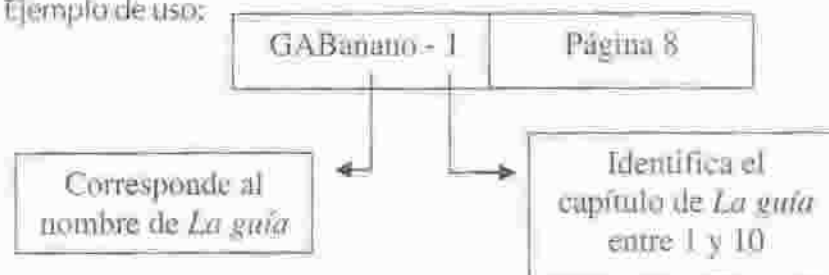 Ejemplo de uso:
GABanano - 1 Página 8
Corresponde al
nombre de La guía
Identifica el
capítulo de La guía
entre 1 y 10